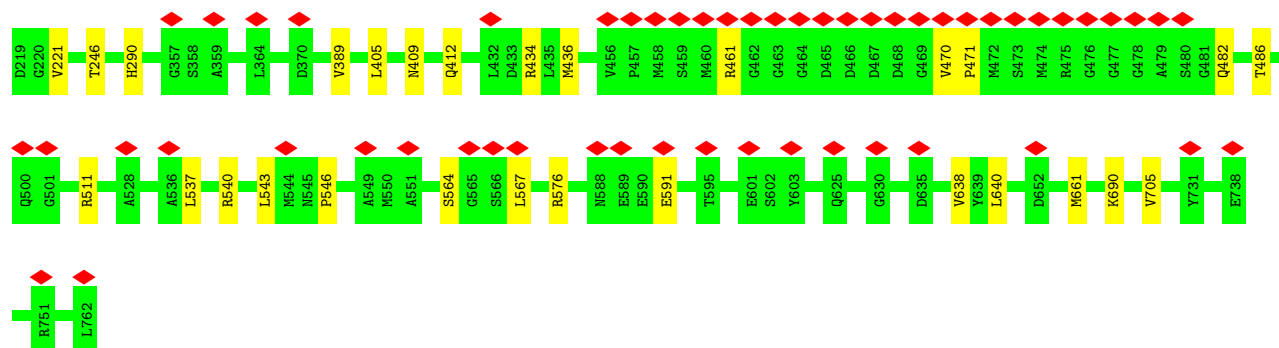 D219 G220 V221 T246 H290 G357 S358 A359 L364 D370 V389 L405 N409 Q412 L432 D433 R434 L435 M436 V456 P457 M458 S459 M460 R461 G462 G463 G464 D465 D466 D467 D468 G469 V470 P471 M472 S473 M474 R475 G476 G477 G478 A479 S480 G481 Q482 T486
Q500 G501 R511 A528 A536 L537 R540 L543 M544 N545 P546 A549 M550 A551 S564 G565 S566 L567 R576 N588 E589 E590 E591 T595 E601 S602 Y603 Q625 G630 D635 V638 Y639 L640 D652 M661 K690 V705 Y731 E738
R751 L762